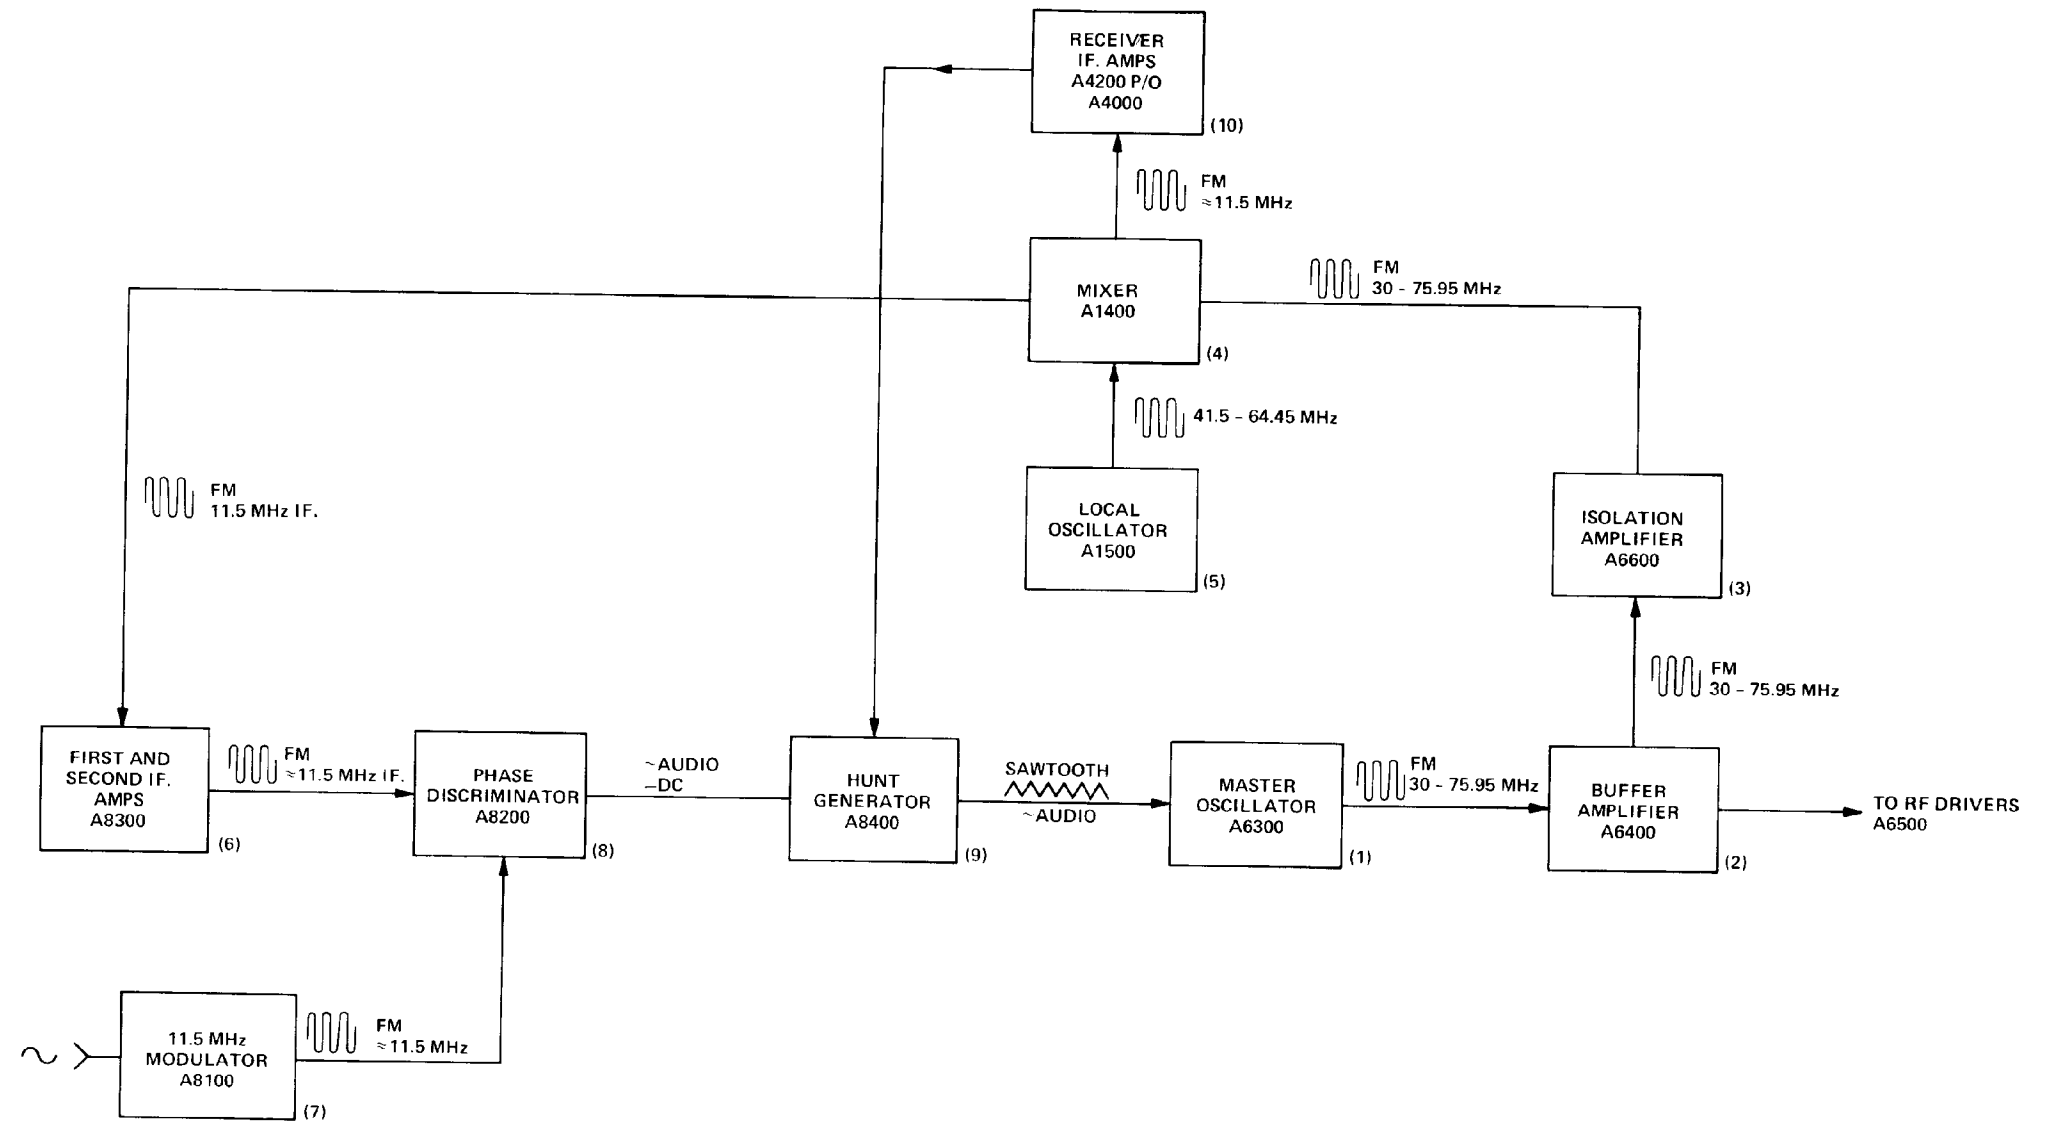 RECEIVER
IF. AMPS
A4200 P/O
A4000
(10)
FM
≈11.5 MHz
MIXER
A1400
(4)
FM
30 - 75.95 MHz
41.5 - 64.45 MHz
LOCAL
OSCILLATOR
A1500
(5)
ISOLATION
AMPLIFIER
A6600
(3)
FM
11.5 MHz IF.
FM
30 - 75.95 MHz
FIRST AND
SECOND IF.
AMPS
A8300
(6)
FM
≈11.5 MHz IF.
PHASE
DISCRIMINATOR
A8200
(8)
~AUDIO
—DC
HUNT
GENERATOR
A8400
(9)
SAWTOOTH
~AUDIO
MASTER
OSCILLATOR
A6300
(1)
FM
30 - 75.95 MHz
BUFFER
AMPLIFIER
A6400
(2)
TO RF DRIVERS
A6500
11.5 MHz
MODULATOR
A8100
(7)
FM
≈11.5 MHz